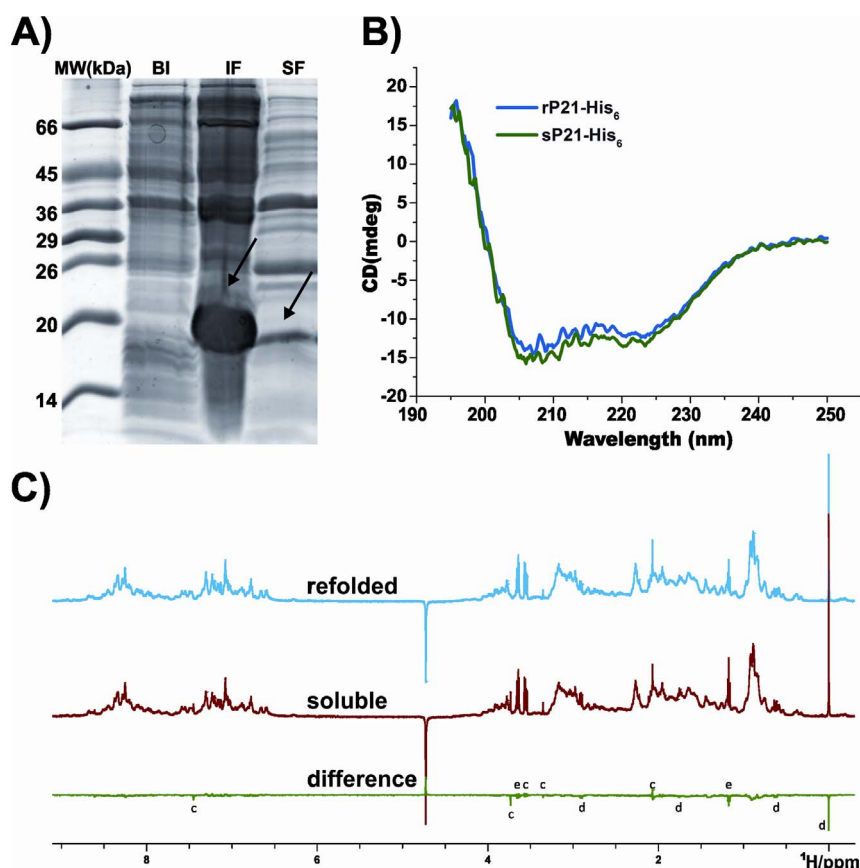 A)
MW(kDa) BI IF SF
66
45
36
29
26
20
14
B)
rP21-His6
sP21-His6
CD(mdeg)
20
15
10
5
0
-5
-10
-15
-20
190 200 210 220 230 240 250
Wavelength (nm)
C)
refolded
soluble
difference
e c c c e
c c d d d d
8 6 4 2 ¹H/ppm